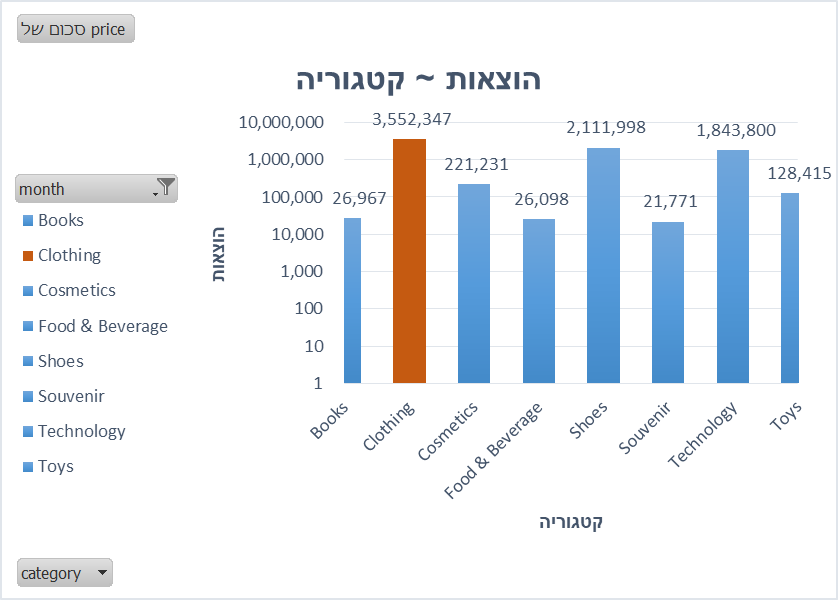 סכום של price
הוצאות ~ קטגוריה
month
Books
Clothing
Cosmetics
Food & Beverage
Shoes
Souvenir
Technology
Toys
category
הוצאות
10,000,000
1,000,000
100,000
10,000
1,000
100
10
1
26,967
3,552,347
221,231
26,098
2,111,998
21,771
1,843,800
128,415
Books
Clothing
Cosmetics
Food & Beverage
Shoes
Souvenir
Technology
Toys
קטגוריה